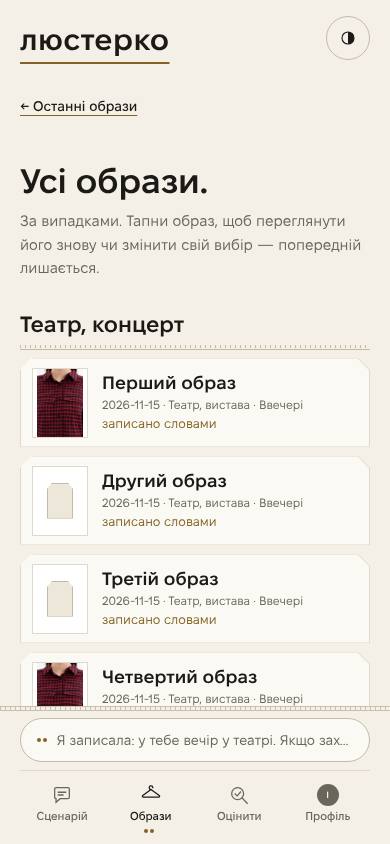 люстерко
← Останні образи
Усі образи.
За випадками. Тапни образ, щоб переглянути
його знову чи змінити свій вибір — попередній
лишається.
Театр, концерт
Перший образ
2026-11-15 · Театр, вистава · Ввечері
записано словами
Другий образ
2026-11-15 · Театр, вистава · Ввечері
записано словами
Третій образ
2026-11-15 · Театр, вистава · Ввечері
записано словами
Четвертий образ
2026-11-15 · Театр, вистава · Ввечері
Я записала: у тебе вечір у театрі. Якщо зах…
Сценарій
Образи
Оцінити
І
Профіль